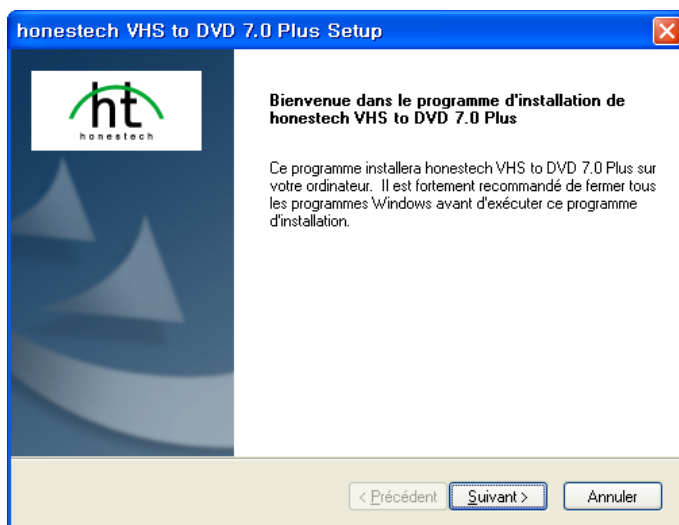 honestech VHS to DVD 7.0 Plus Setup
ht
honestech
Bienvenue dans le programme d'installation de
honestech VHS to DVD 7.0 Plus
Ce programme installera honestech VHS to DVD 7.0 Plus sur
votre ordinateur. Il est fortement recommandé de fermer tous
les programmes Windows avant d'exécuter ce programme
d'installation.
< Précédent
Suivant >
Annuler